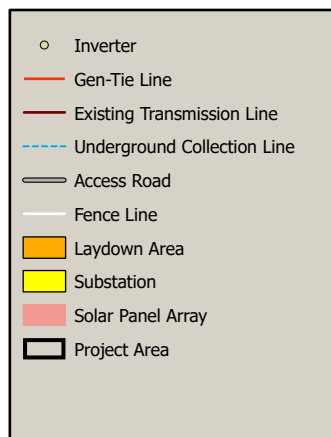 Inverter
Gen-Tie Line
Existing Transmission Line
Underground Collection Line
Access Road
Fence Line
Laydown Area
Substation
Solar Panel Array
Project Area